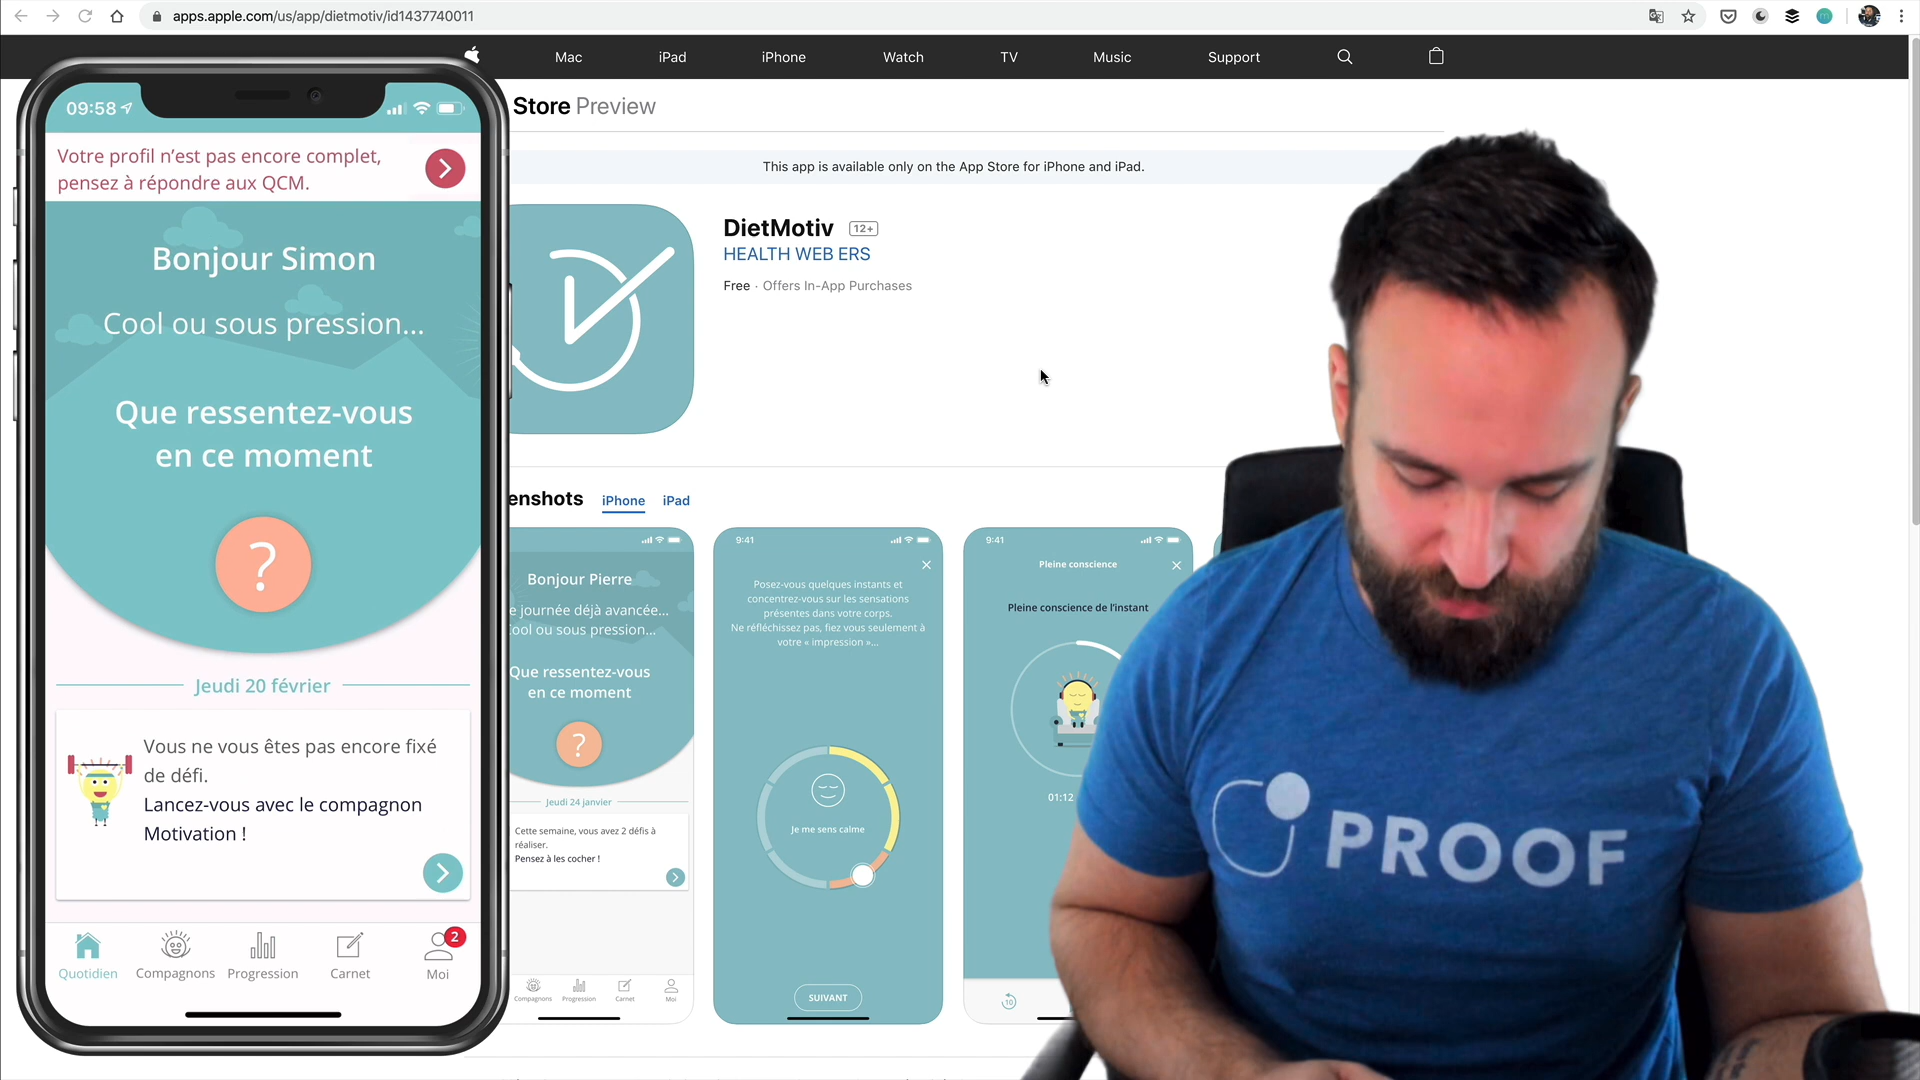 apps.apple.com/us/app/dietmotiv/id1437740011
Mac
iPad
iPhone
Watch
TV
Music
Support
Store Preview
This app is available only on the App Store for iPhone and iPad.
DietMotiv 12+
HEALTH WEB ERS
Free · Offers In-App Purchases
enshots
iPhone
iPad
09:58
Votre profil n'est pas encore complet,
pensez à répondre aux QCM.
Bonjour Simon
Cool ou sous pression...
Que ressentez-vous
en ce moment
?
Jeudi 20 février
Vous ne vous êtes pas encore fixé
de défi.
Lancez-vous avec le compagnon
Motivation !
Quotidien
Compagnons
Progression
Carnet
2
Moi
Bonjour Pierre
e journée déjà avancée...
Cool ou sous pression...
Que ressentez-vous
en ce moment
?
Jeudi 24 janvier
Cette semaine, vous avez 2 défis à
réaliser.
Pensez à les cocher !
Compagnons
Progression
Carnet
Moi
9:41
Posez-vous quelques instants et
concentrez-vous sur les sensations
présentes dans votre corps.
Ne réfléchissez pas, fiez vous seulement à
votre « impression »...
Je me sens calme
SUIVANT
9:41
Pleine conscience
Pleine conscience de l'instant
01:12
10
PROOF